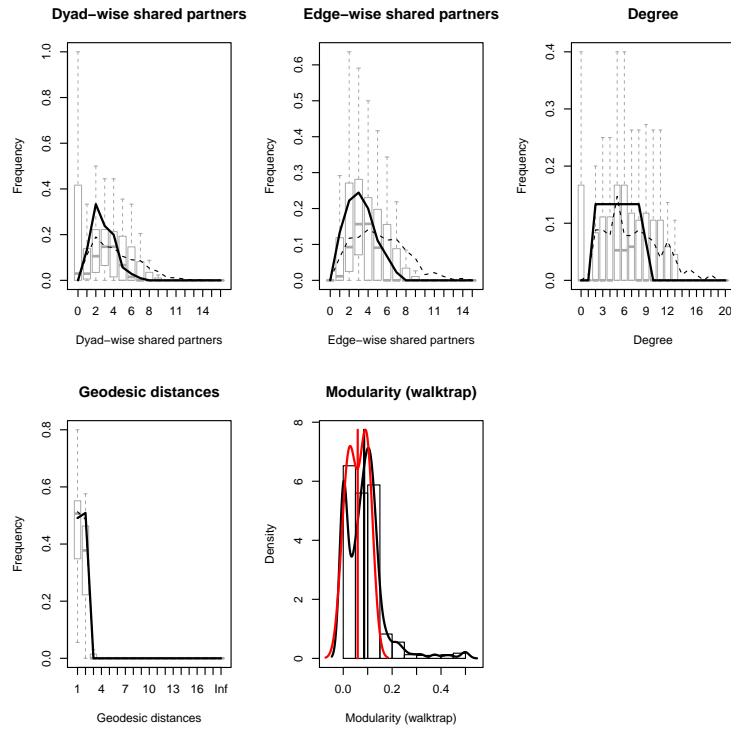 Dyad−wise shared partners
Edge−wise shared partners
Degree
Frequency
0.0 0.2 0.4 0.6 0.8 1.0
0 2 4 6 8 11 14
Dyad−wise shared partners
Frequency
0.0 0.1 0.2 0.3 0.4 0.5 0.6
0 2 4 6 8 11 14
Edge−wise shared partners
Frequency
0.0 0.1 0.2 0.3 0.4
0 3 6 9 12 16 20
Degree
Geodesic distances
Modularity (walktrap)
Frequency
0.0 0.2 0.4 0.6 0.8
1 4 7 10 13 16 Inf
Geodesic distances
Density
0 2 4 6 8
0.0 0.2 0.4
Modularity (walktrap)